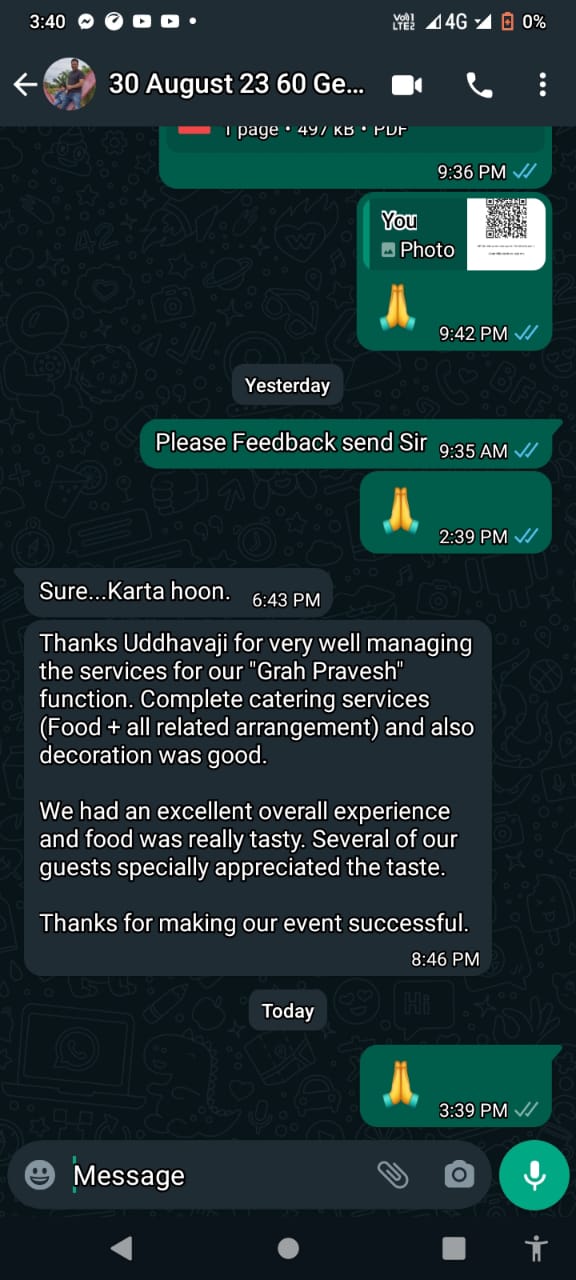 3:40 VoI) LTE2 4G 0%
30 August 23 60 Ge...
1 page • 497 kB • PDF
9:36 PM
You
Photo
🙏
9:42 PM
Yesterday
Please Feedback send Sir 9:35 AM
🙏
2:39 PM
Sure...Karta hoon. 6:43 PM
Thanks Uddhavaji for very well managing
the services for our "Grah Pravesh"
function. Complete catering services
(Food + all related arrangement) and also
decoration was good.
We had an excellent overall experience
and food was really tasty. Several of our
guests specially appreciated the taste.
Thanks for making our event successful.
8:46 PM
Today
🙏
3:39 PM
Message